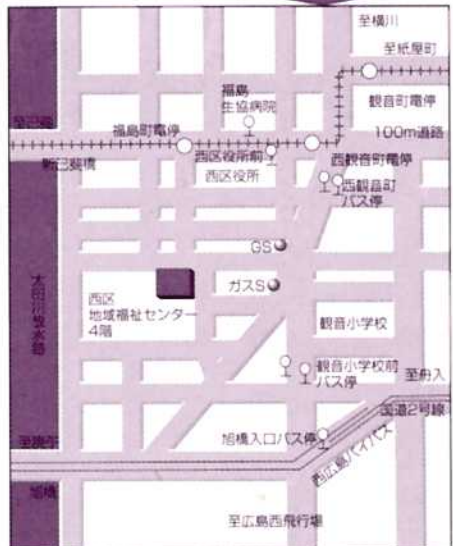 至横川
至紙屋町
福島
生協病院
観音町電停
至己斐
福島町電停
100m道路
新己斐橋
西区役所前
西観音町電停
西区役所
西観音町
バス停
GS
太田川放水路
ガスS
西区
地域福祉センター
4階
観音小学校
観音小学校前
バス停
至舟入
国道2号線
至庚午
旭橋入口バス停
西広島バイパス
旭橋
至広島西飛行場